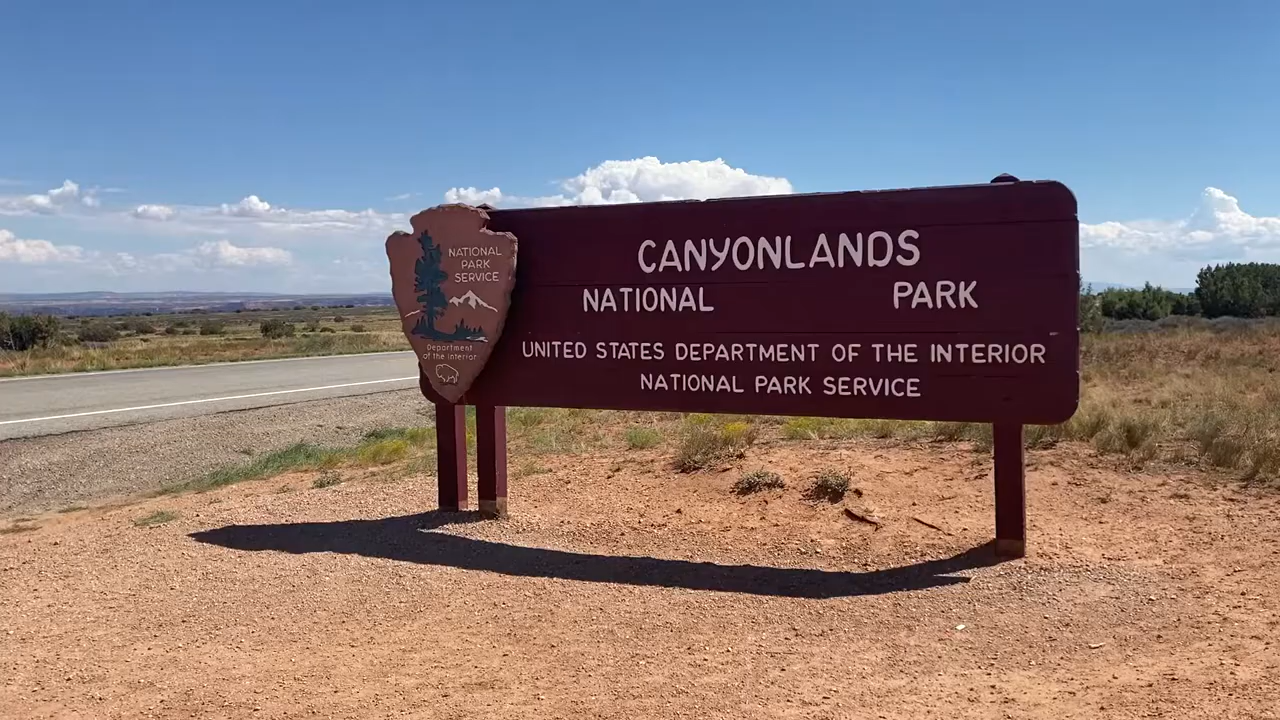 NATIONAL
PARK
SERVICE
Department
of the Interior
CANYONLANDS
NATIONAL PARK
UNITED STATES DEPARTMENT OF THE INTERIOR
NATIONAL PARK SERVICE